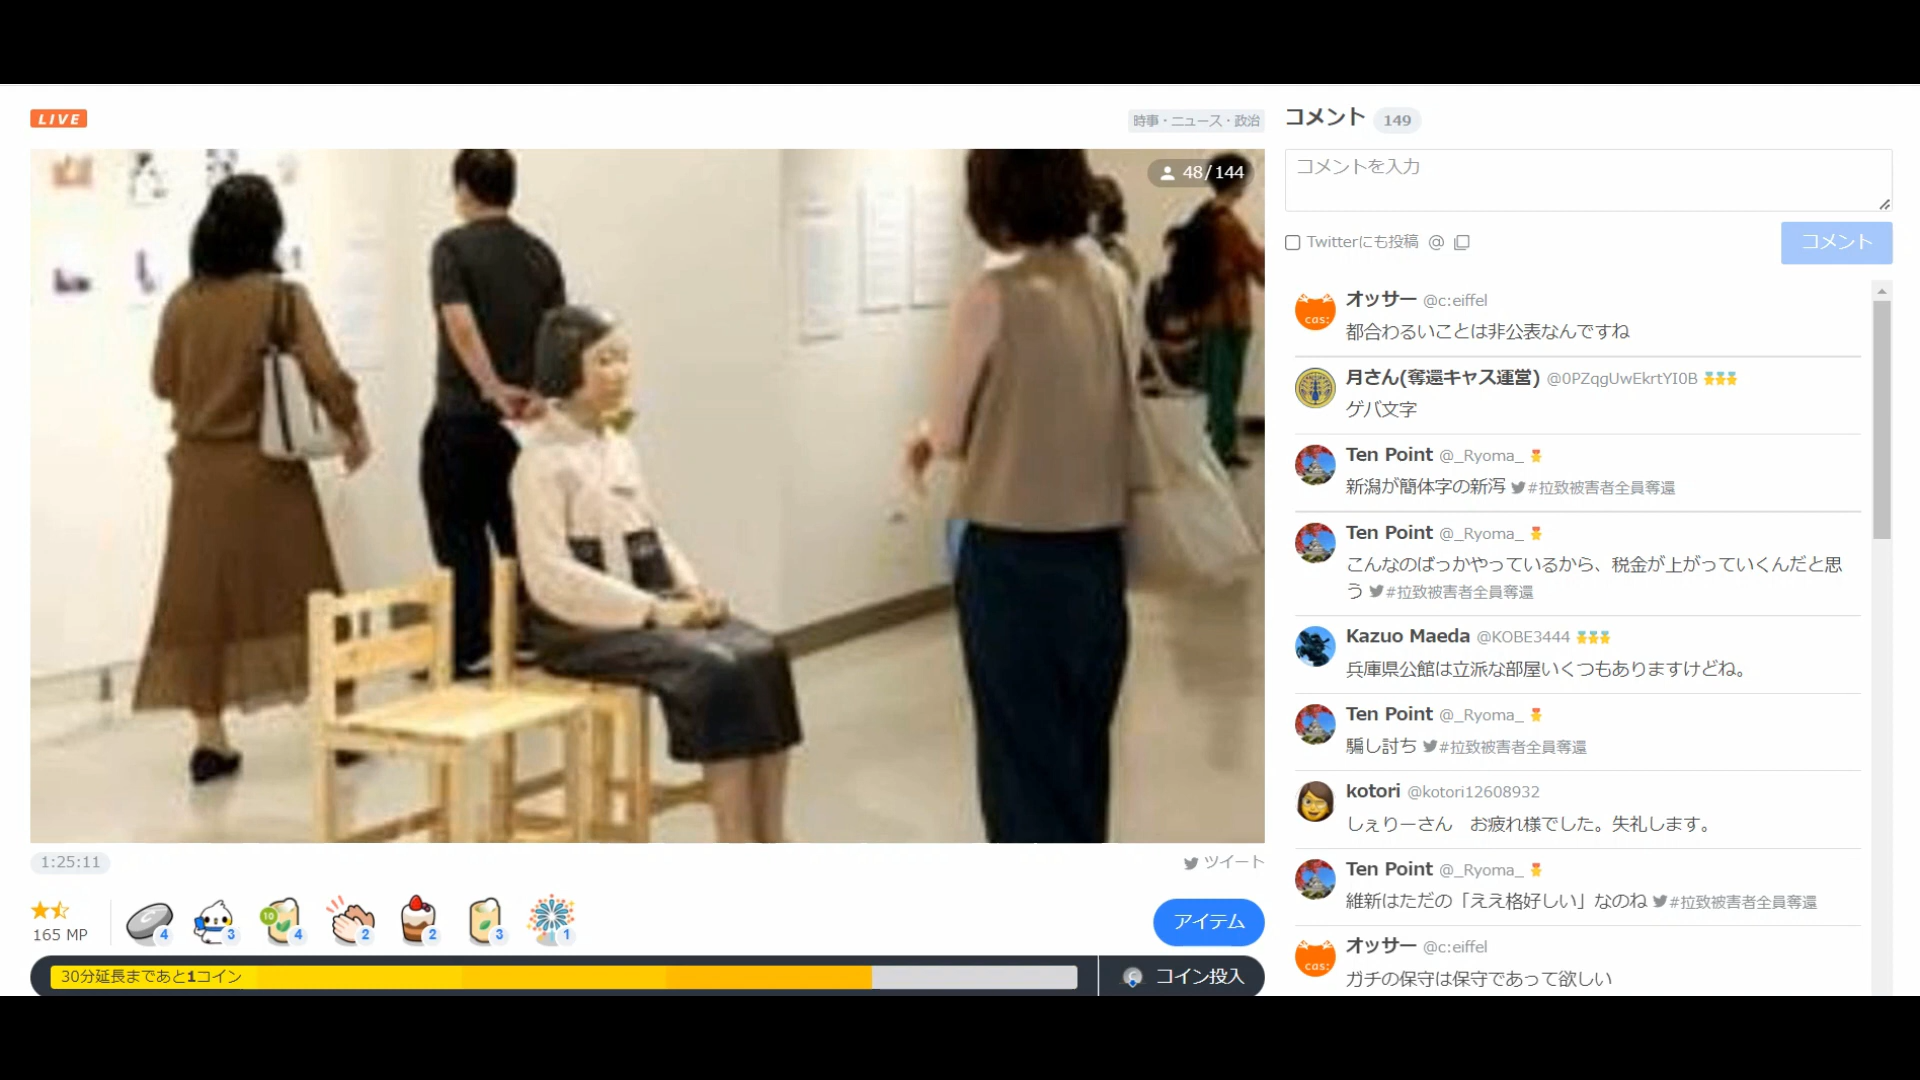 LIVE
時事・ニュース・政治
48/144
1:25:11
ツイート
165 MP
4
3
10
4
2
2
3
1
アイテム
30分延長まであと1コイン
コイン投入
コメント 149
コメントを入力
Twitterにも投稿 @
コメント
オッサー @c:eiffel
cas:
都合わるいことは非公表なんですね
月さん(奪還キャス運営) @0PZqgUwEkrtYI0B
ゲバ文字
Ten Point @_Ryoma_
新潟が簡体字の新泻 #拉致被害者全員奪還
Ten Point @_Ryoma_
こんなのばっかやっているから、税金が上がっていくんだと思
う #拉致被害者全員奪還
Kazuo Maeda @KOBE3444
兵庫県公館は立派な部屋いくつもありますけどね。
Ten Point @_Ryoma_
騙し討ち #拉致被害者全員奪還
kotori @kotori12608932
しぇりーさん　お疲れ様でした。失礼します。
Ten Point @_Ryoma_
維新はただの「ええ格好しい」なのね #拉致被害者全員奪還
オッサー @c:eiffel
cas:
ガチの保守は保守であって欲しい